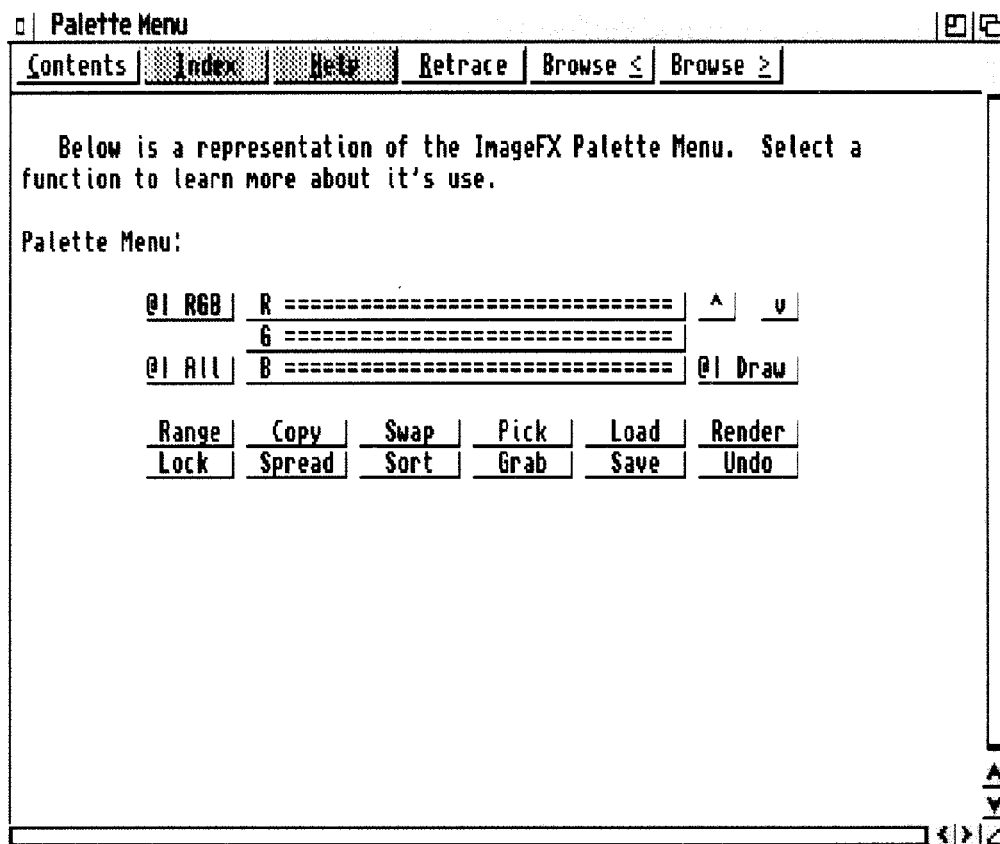 Palette Menu
Contents Index Help Retrace Browse < Browse >
Below is a representation of the ImageFX Palette Menu. Select a
function to learn more about it's use.
Palette Menu:
@| RGB R =============================== ^ v
G ===============================
@| All B =============================== @| Draw
Range Copy Swap Pick Load Render
Lock Spread Sort Grab Save Undo